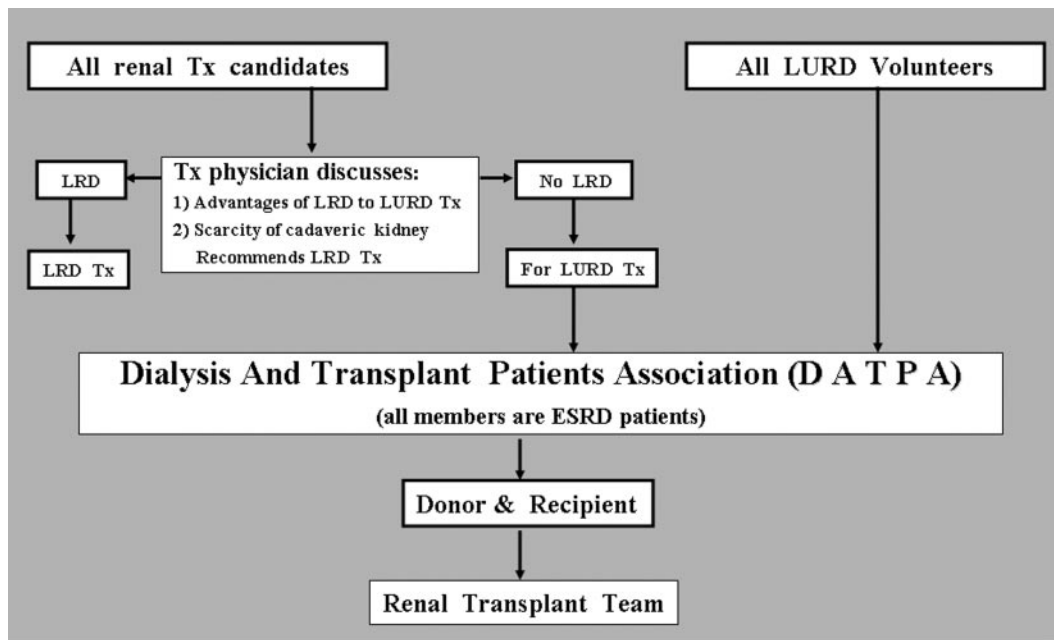 All renal Tx candidates
All LURD Volunteers
Tx physician discusses:
1) Advantages of LRD to LURD Tx
2) Scarcity of cadaveric kidney
Recommends LRD Tx
LRD
LRD Tx
No LRD
For LURD Tx
Dialysis And Transplant Patients Association (D A T P A)
(all members are ESRD patients)
Donor & Recipient
Renal Transplant Team